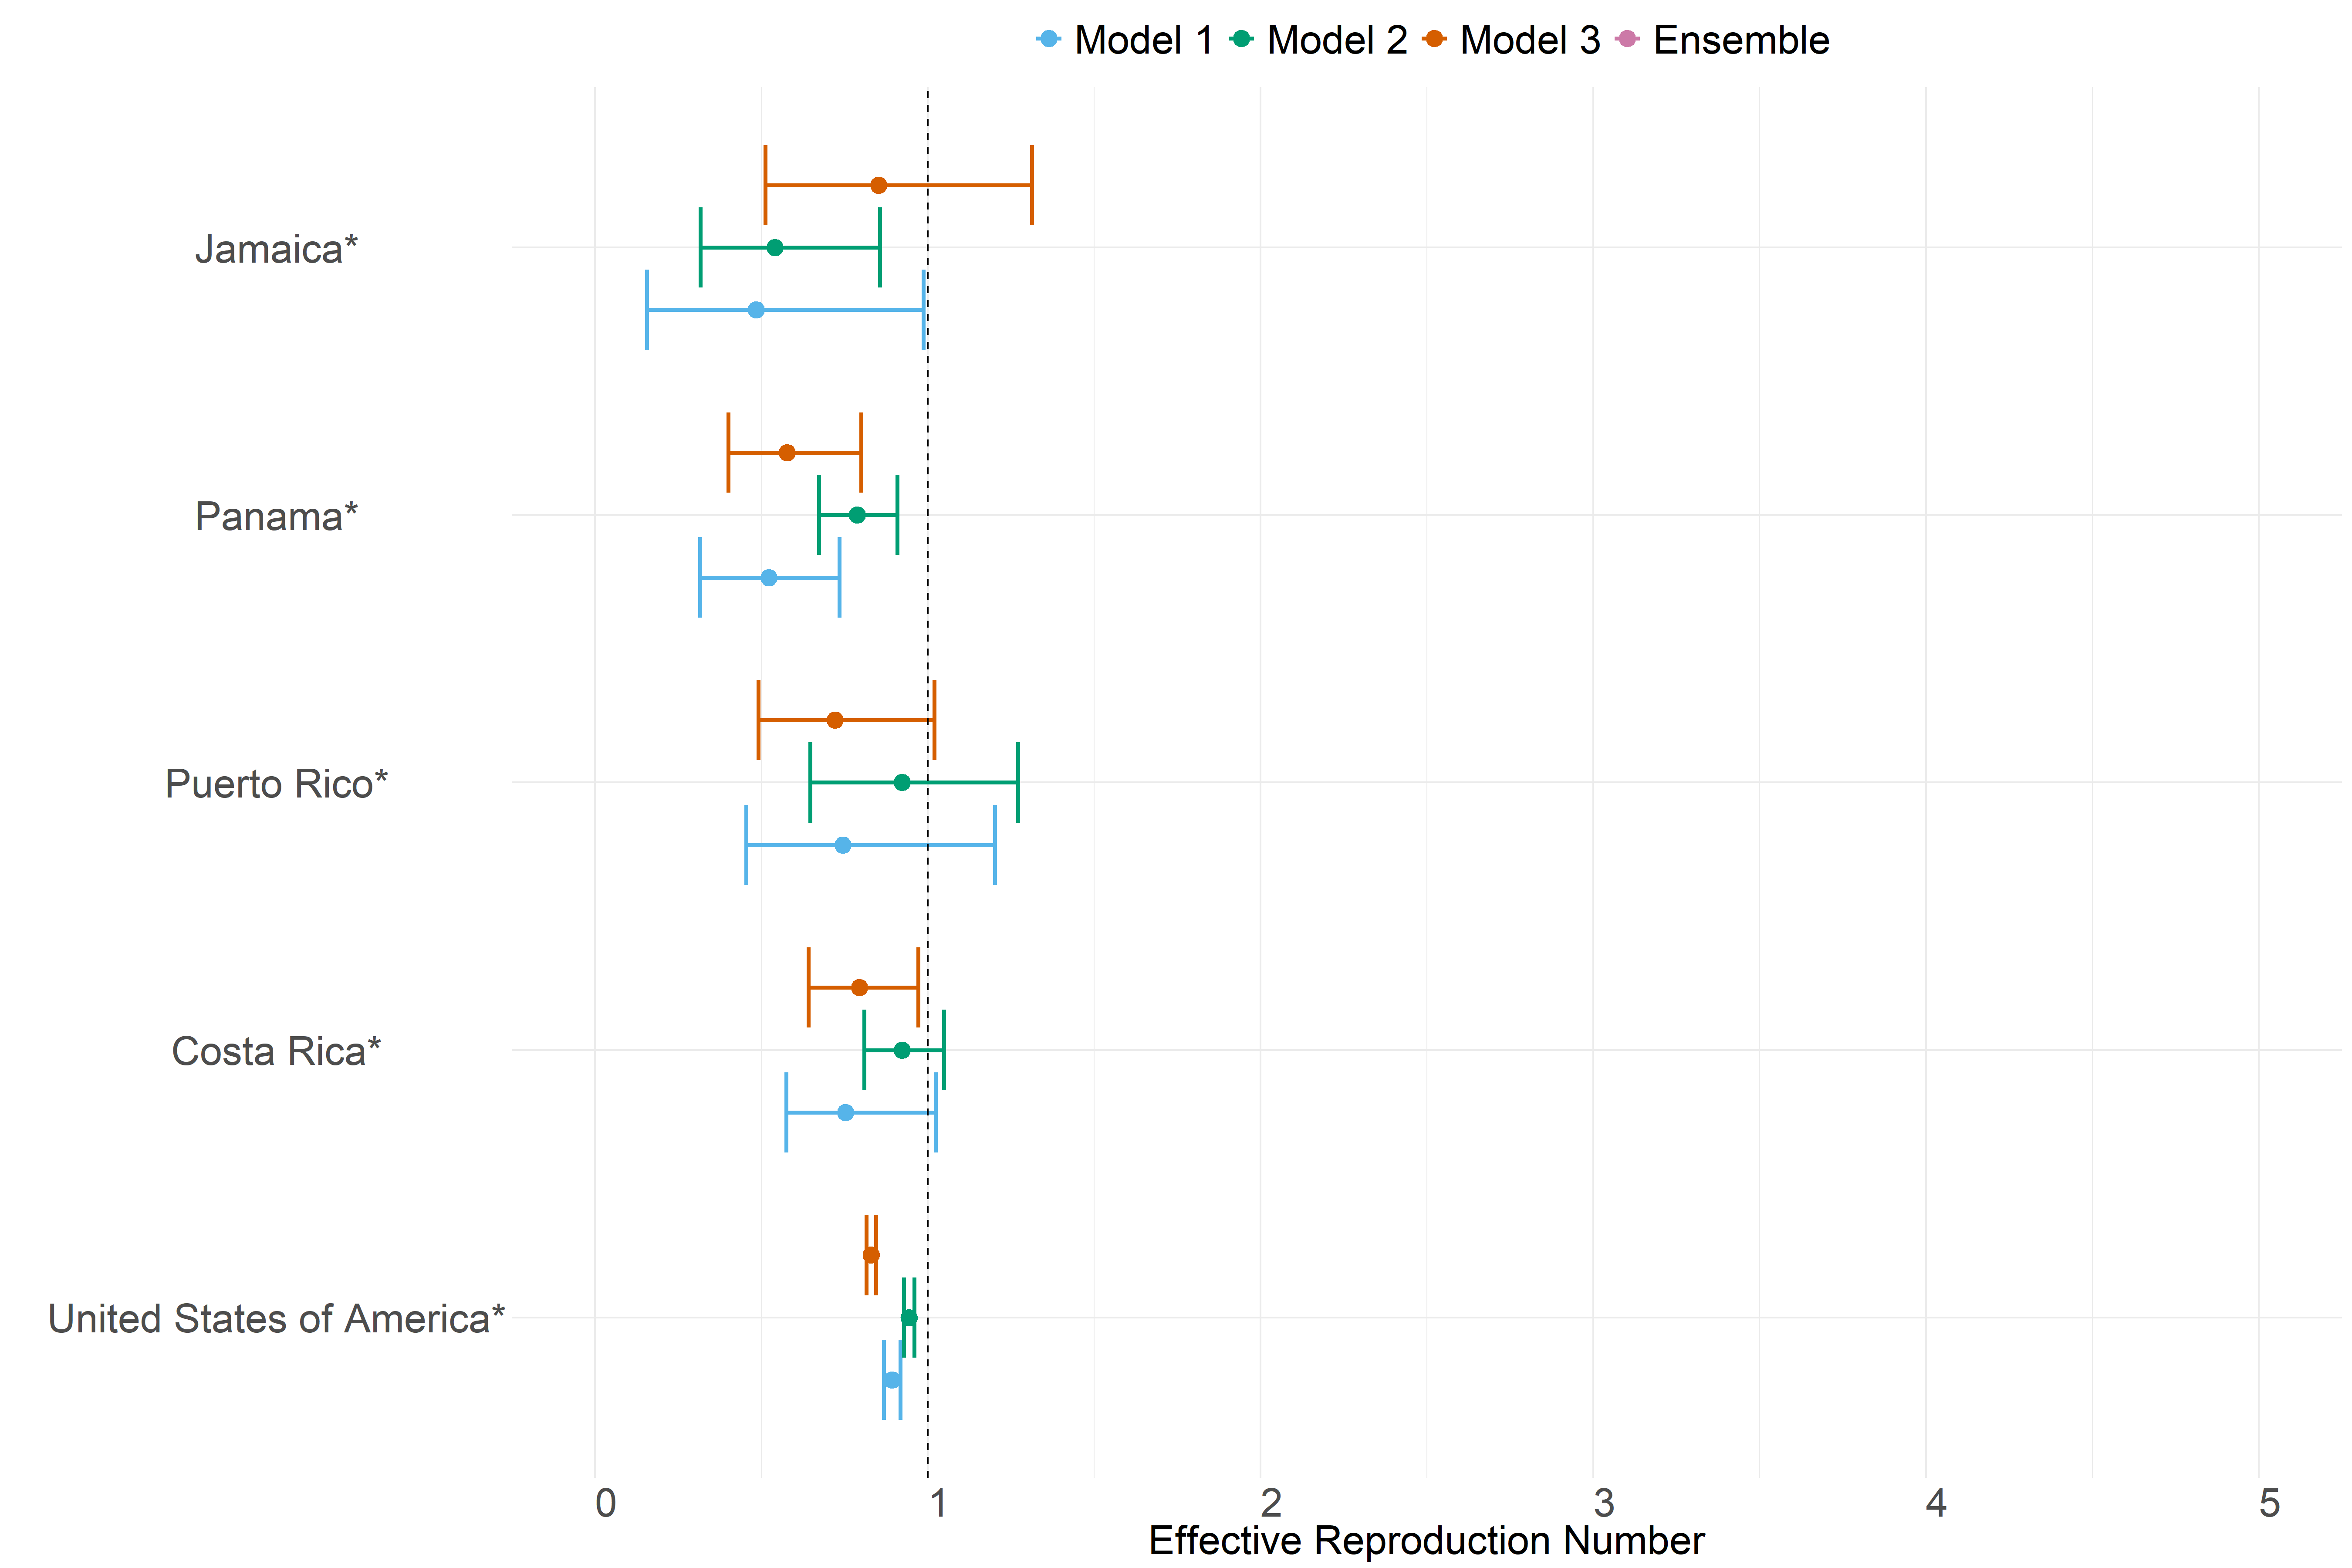 Model 1 Model 2 Model 3 Ensemble
Jamaica*
Panama*
Puerto Rico*
Costa Rica*
United States of America*
0 1 2 3 4 5
Effective Reproduction Number